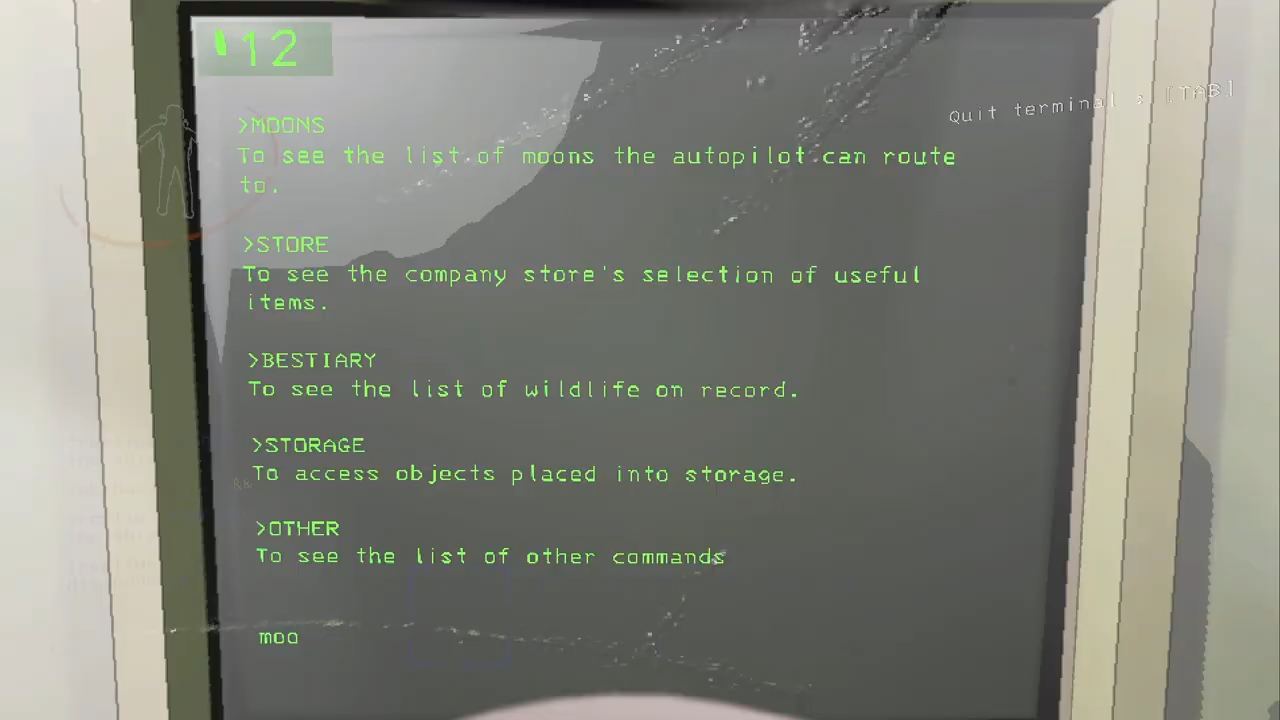 12
Quit terminal : [TAB]
>MOONS
To see the list of moons the autopilot can route
to.
>STORE
To see the company store's selection of useful
items.
>BESTIARY
To see the list of wildlife on record.
>STORAGE
To access objects placed into storage.
>OTHER
To see the list of other commands
moo